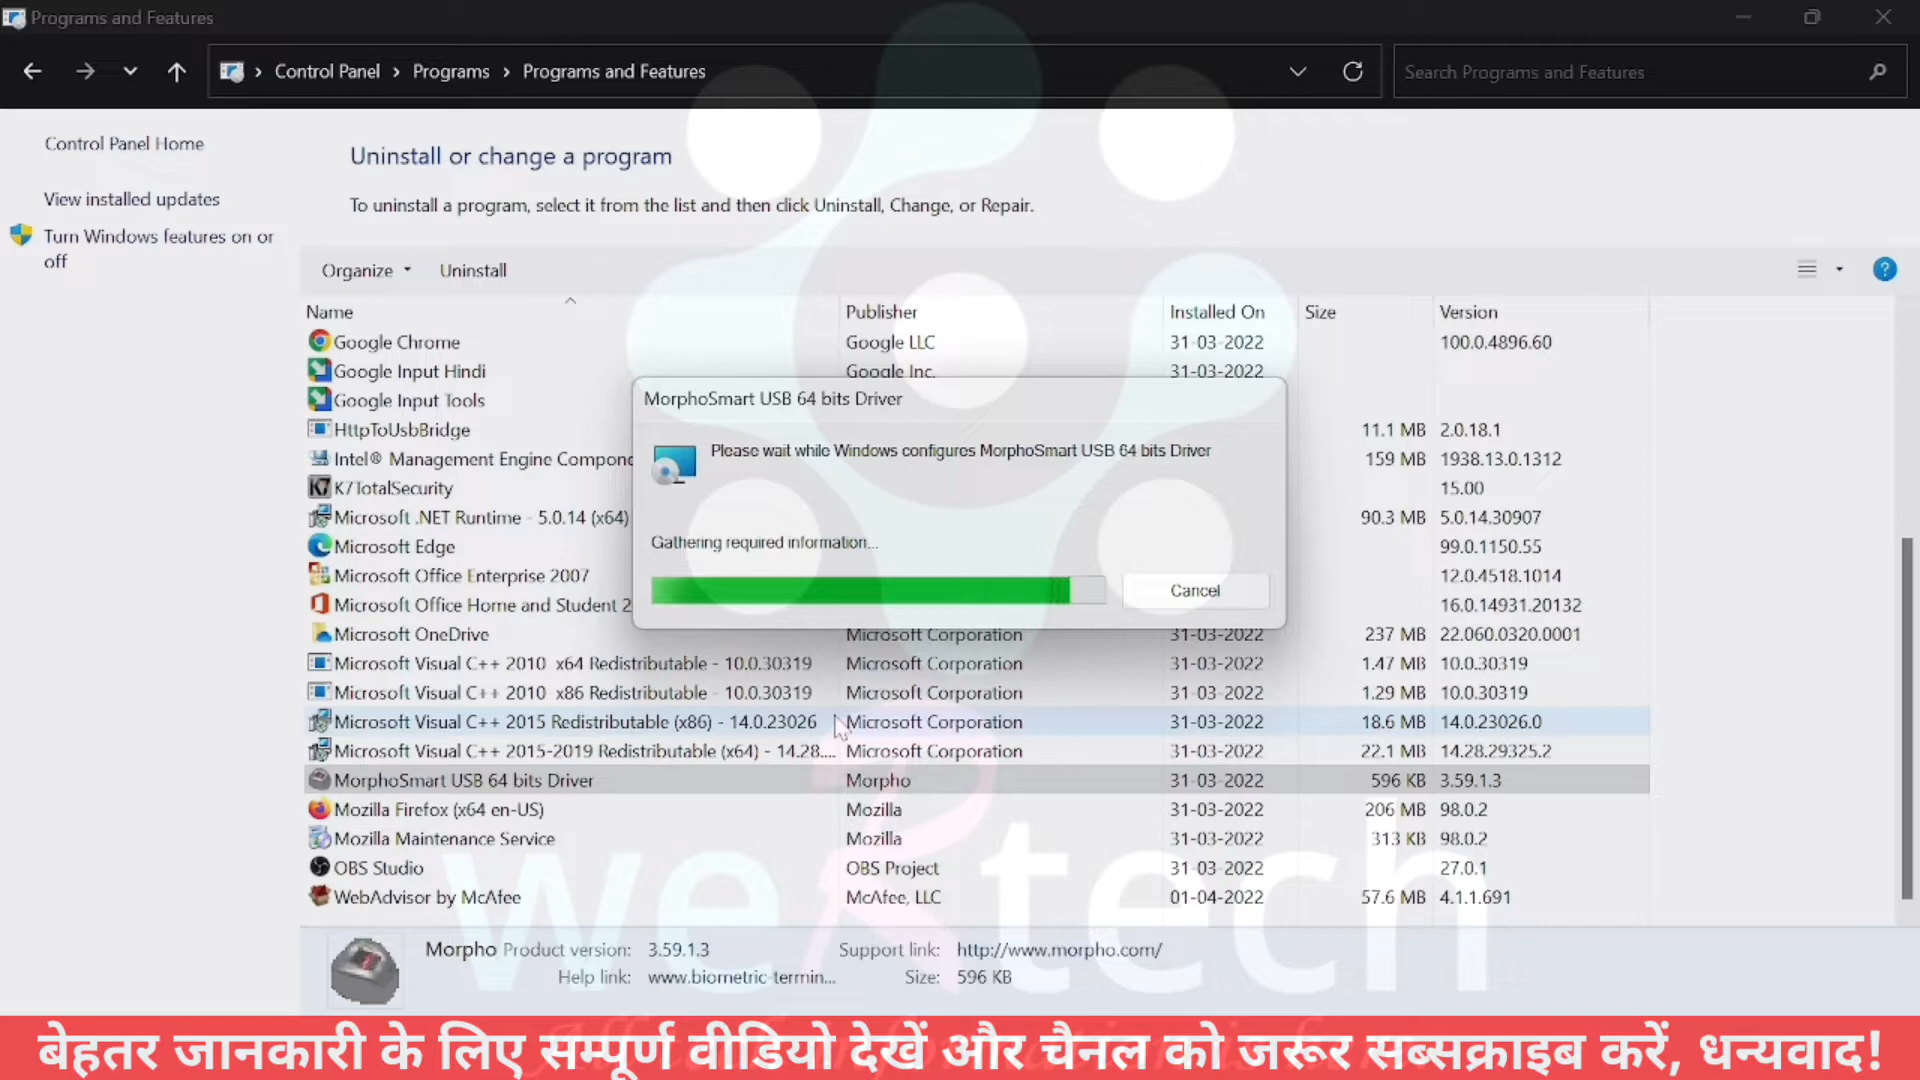 Programs and Features
Control Panel > Programs > Programs and Features
Search Programs and Features
Control Panel Home
View installed updates
Turn Windows features on or
off
Uninstall or change a program
To uninstall a program, select it from the list and then click Uninstall, Change, or Repair.
Organize Uninstall
Name Publisher Installed On Size Version
Google Chrome Google LLC 31-03-2022 100.0.4896.60
Google Input Hindi Google Inc. 31-03-2022
Google Input Tools
HttpToUsbBridge 11.1 MB 2.0.18.1
Intel® Management Engine Compone 159 MB 1938.13.0.1312
K7TotalSecurity 15.00
Microsoft .NET Runtime - 5.0.14 (x64) 90.3 MB 5.0.14.30907
Microsoft Edge 99.0.1150.55
Microsoft Office Enterprise 2007 12.0.4518.1014
Microsoft Office Home and Student 2 16.0.14931.20132
Microsoft OneDrive Microsoft Corporation 31-03-2022 237 MB 22.060.0320.0001
Microsoft Visual C++ 2010 x64 Redistributable - 10.0.30319 Microsoft Corporation 31-03-2022 1.47 MB 10.0.30319
Microsoft Visual C++ 2010 x86 Redistributable - 10.0.30319 Microsoft Corporation 31-03-2022 1.29 MB 10.0.30319
Microsoft Visual C++ 2015 Redistributable (x86) - 14.0.23026 Microsoft Corporation 31-03-2022 18.6 MB 14.0.23026.0
Microsoft Visual C++ 2015-2019 Redistributable (x64) - 14.28.... Microsoft Corporation 31-03-2022 22.1 MB 14.28.29325.2
MorphoSmart USB 64 bits Driver Morpho 31-03-2022 596 KB 3.59.1.3
Mozilla Firefox (x64 en-US) Mozilla 31-03-2022 206 MB 98.0.2
Mozilla Maintenance Service Mozilla 31-03-2022 313 KB 98.0.2
OBS Studio OBS Project 31-03-2022 27.0.1
WebAdvisor by McAfee McAfee, LLC 01-04-2022 57.6 MB 4.1.1.691
MorphoSmart USB 64 bits Driver
Please wait while Windows configures MorphoSmart USB 64 bits Driver
Gathering required information...
Cancel
weRtech
Morpho Product version: 3.59.1.3 Support link: http://www.morpho.com/
Help link: www.biometric-termin... Size: 596 KB
बेहतर जानकारी के लिए सम्पूर्ण वीडियो देखें और चैनल को जरूर सब्सक्राइब करें, धन्यवाद!